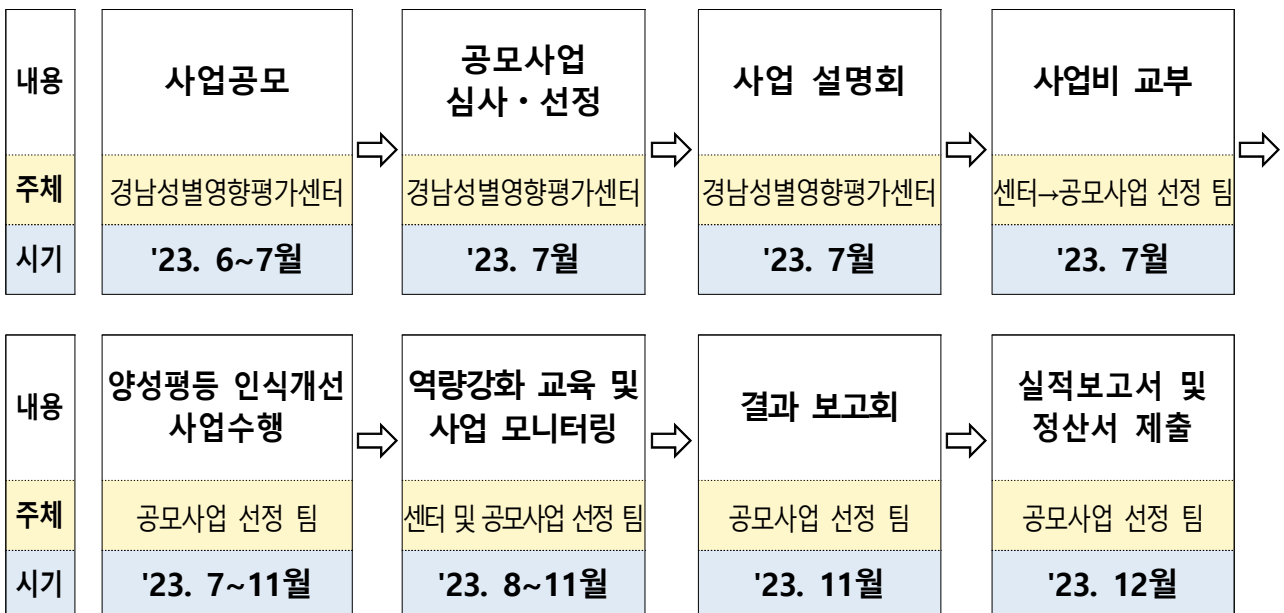 내용
사업공모
공모사업
심사・선정
사업 설명회
사업비 교부
주체
경남성별영향평가센터
경남성별영향평가센터
경남성별영향평가센터
센터→공모사업 선정 팀
시기
'23. 6~7월
'23. 7월
'23. 7월
'23. 7월
내용
양성평등 인식개선
사업수행
역량강화 교육 및
사업 모니터링
결과 보고회
실적보고서 및
정산서 제출
주체
공모사업 선정 팀
센터 및 공모사업 선정 팀
공모사업 선정 팀
공모사업 선정 팀
시기
'23. 7~11월
'23. 8~11월
'23. 11월
'23. 12월